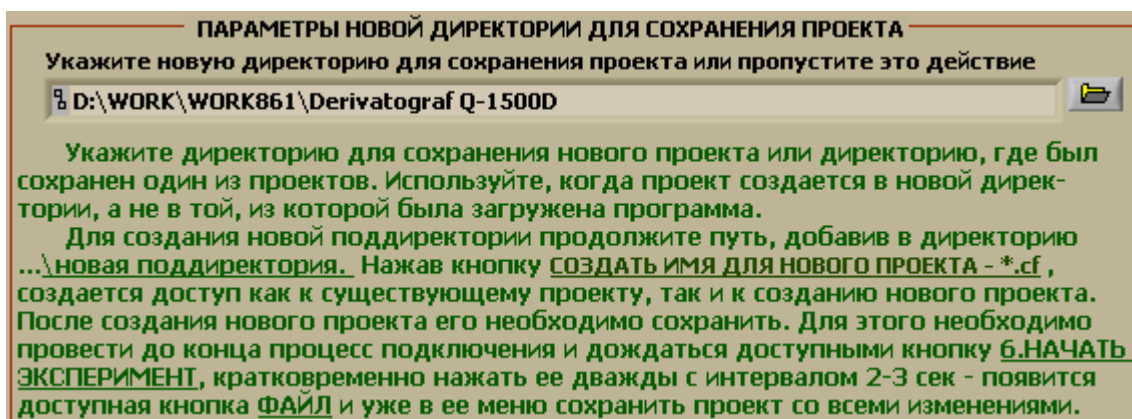 ПАРАМЕТРЫ НОВОЙ ДИРЕКТОРИИ ДЛЯ СОХРАНЕНИЯ ПРОЕКТА
Укажите новую директорию для сохранения проекта или пропустите это действие
D:\WORK\WORK861\Derivatograf Q-1500D
Укажите директорию для сохранения нового проекта или директорию, где был
сохранен один из проектов. Используйте, когда проект создается в новой дирек-
тории, а не в той, из которой была загружена программа.
Для создания новой поддиректории продолжите путь, добавив в директорию
...\новая поддиректория. Нажав кнопку СОЗДАТЬ ИМЯ ДЛЯ НОВОГО ПРОЕКТА - *.cf ,
создается доступ как к существующему проекту, так и к созданию нового проекта.
После создания нового проекта его необходимо сохранить. Для этого необходимо
провести до конца процесс подключения и дождаться доступными кнопку 6.НАЧАТЬ
ЭКСПЕРИМЕНТ, кратковременно нажать ее дважды с интервалом 2-3 сек - появится
доступная кнопка ФАЙЛ и уже в ее меню сохранить проект со всеми изменениями.